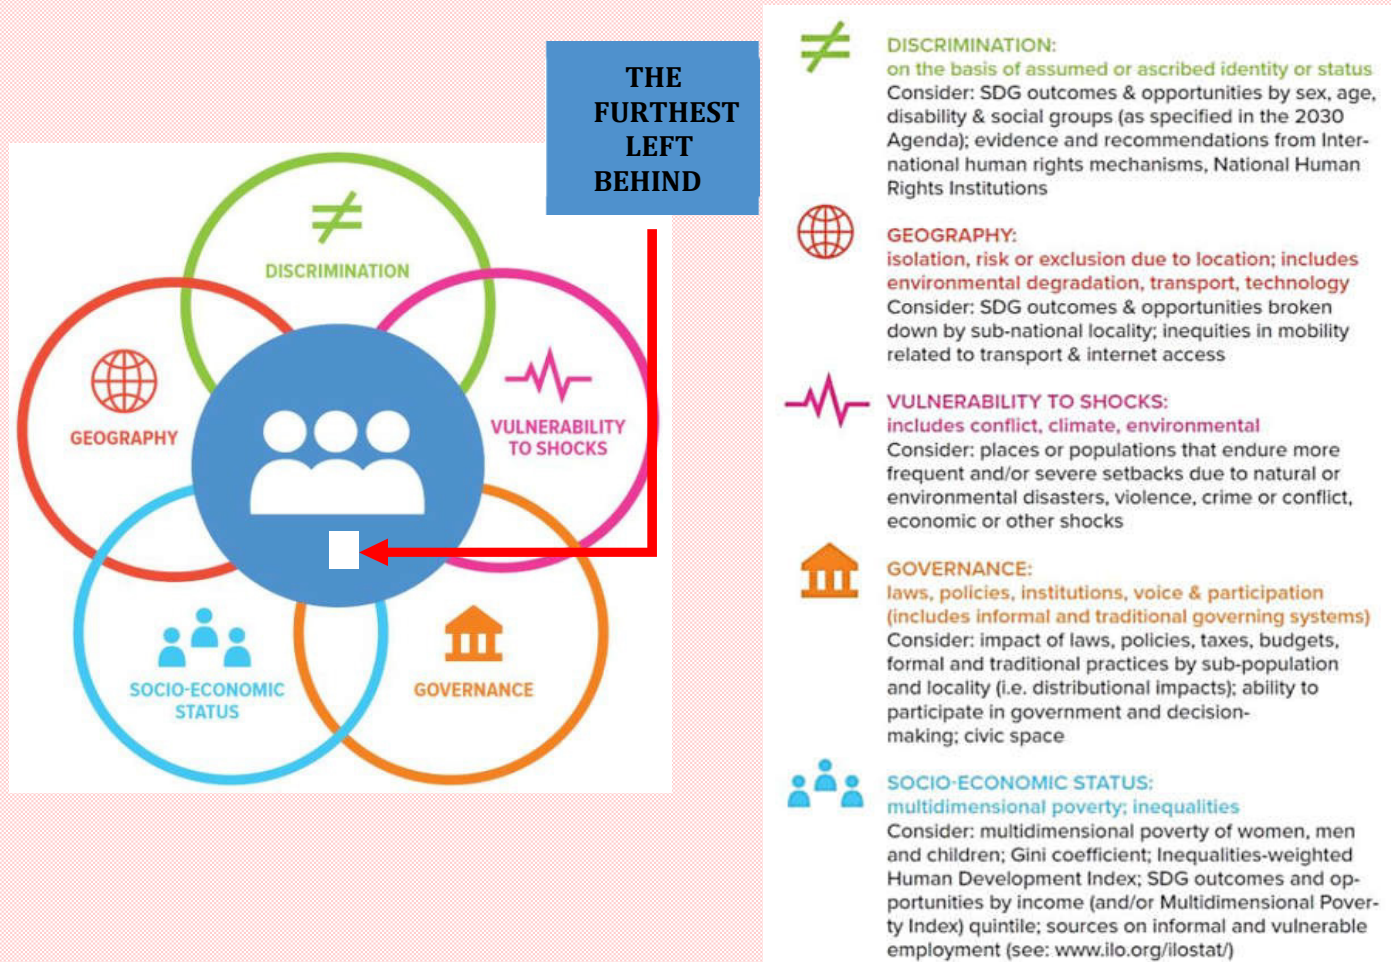 THE
FURTHEST
LEFT
BEHIND
DISCRIMINATION
GEOGRAPHY
VULNERABILITY
TO SHOCKS
SOCIO-ECONOMIC
STATUS
GOVERNANCE
DISCRIMINATION:
on the basis of assumed or ascribed identity or status
Consider: SDG outcomes & opportunities by sex, age,
disability & social groups (as specified in the 2030
Agenda); evidence and recommendations from Inter-
national human rights mechanisms, National Human
Rights Institutions
GEOGRAPHY:
isolation, risk or exclusion due to location; includes
environmental degradation, transport, technology
Consider: SDG outcomes & opportunities broken
down by sub-national locality; inequities in mobility
related to transport & internet access
VULNERABILITY TO SHOCKS:
includes conflict, climate, environmental
Consider: places or populations that endure more
frequent and/or severe setbacks due to natural or
environmental disasters, violence, crime or conflict,
economic or other shocks
GOVERNANCE:
laws, policies, institutions, voice & participation
(includes informal and traditional governing systems)
Consider: impact of laws, policies, taxes, budgets,
formal and traditional practices by sub-population
and locality (i.e. distributional impacts); ability to
participate in government and decision-
making; civic space
SOCIO-ECONOMIC STATUS:
multidimensional poverty; inequalities
Consider: multidimensional poverty of women, men
and children; Gini coefficient; Inequalities-weighted
Human Development Index; SDG outcomes and op-
portunities by income (and/or Multidimensional Pover-
ty Index) quintile; sources on informal and vulnerable
employment (see: www.ilo.org/ilostat/)